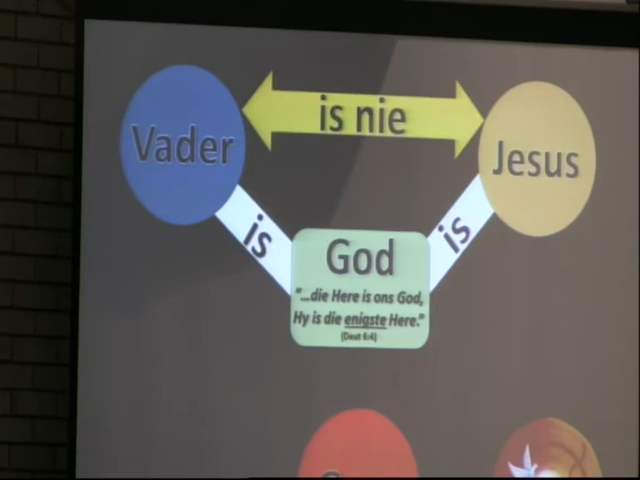 Vader
is nie
Jesus
is
is
God
"...die Here is ons God,
Hy is die enigste Here."
(Deut 6:4)